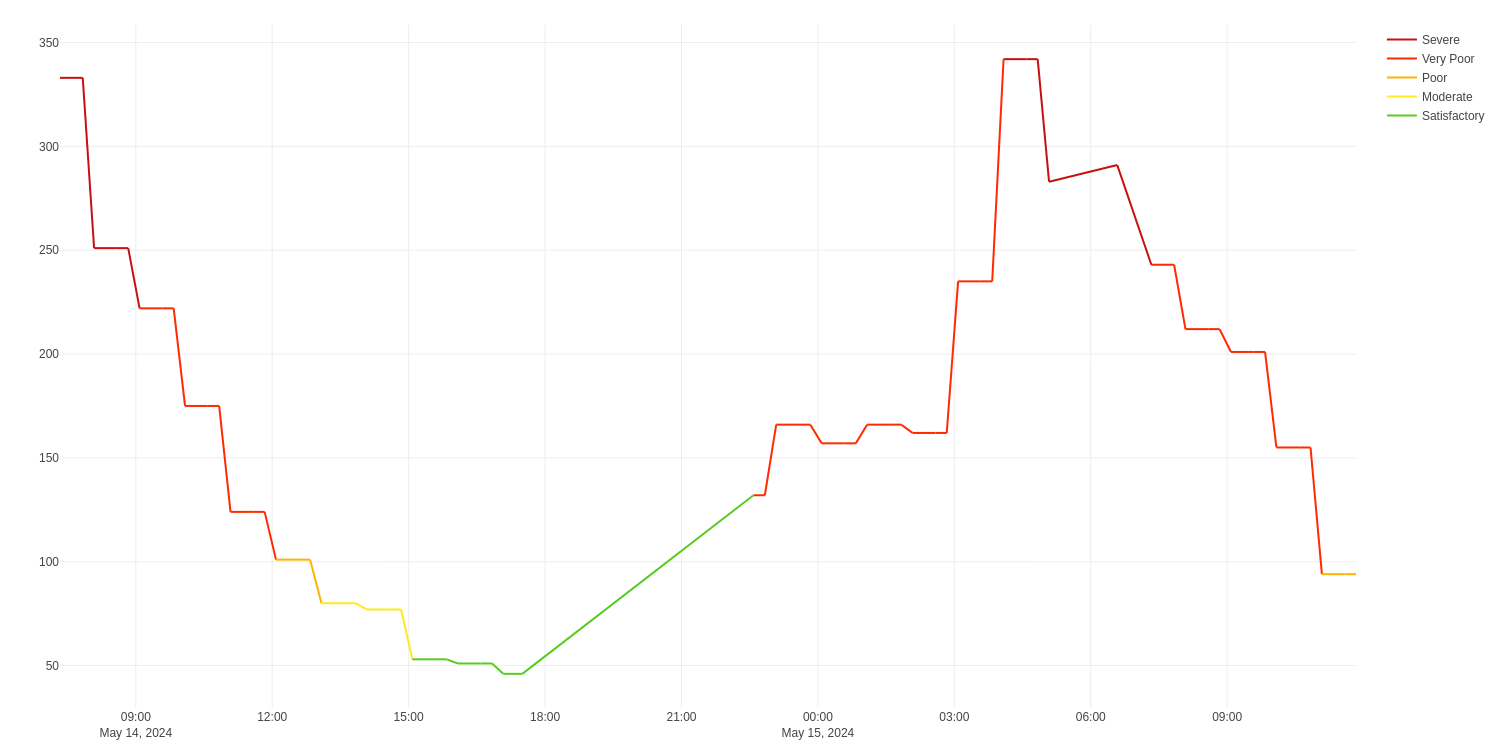 350
300
250
200
150
100
50
09:00
May 14, 2024
12:00
15:00
18:00
21:00
00:00
May 15, 2024
03:00
06:00
09:00
Severe
Very Poor
Poor
Moderate
Satisfactory